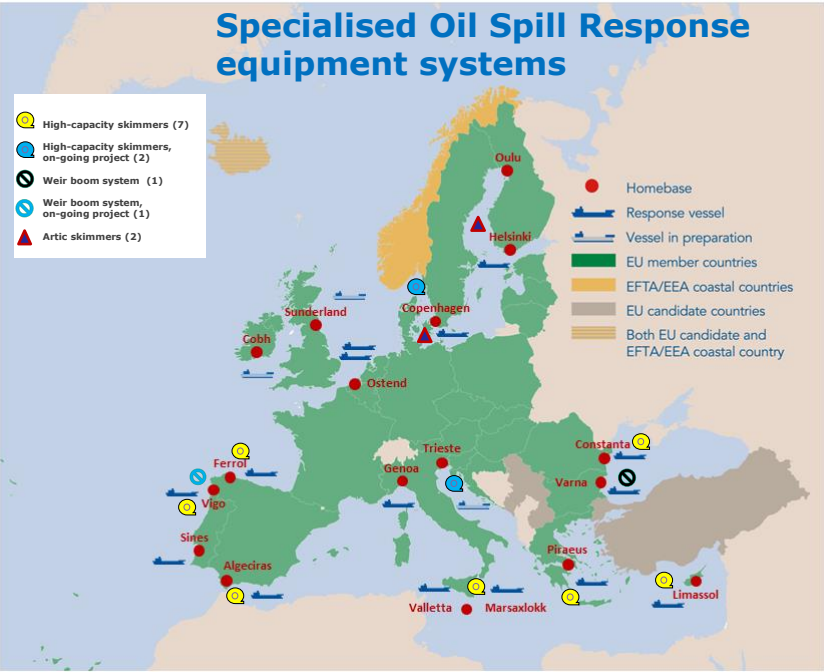 Specialised Oil Spill Response
equipment systems
High-capacity skimmers (7)
High-capacity skimmers,
on-going project (2)
Weir boom system (1)
Weir boom system,
on-going project (1)
Artic skimmers (2)
Homebase
Response vessel
Vessel in preparation
EU member countries
EFTA/EEA coastal countries
EU candidate countries
Both EU candidate and
EFTA/EEA coastal country
Oulu
Helsinki
Copenhagen
Sunderland
Cobh
Ostend
Constanta
Trieste
Ferrol
Genoa
Varna
Vigo
Sines
Piraeus
Algeciras
Limassol
Valletta
Marsaxlokk